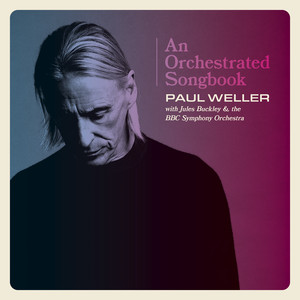 An
Orchestrated
Songbook
PAUL WELLER
with Jules Buckley & the
BBC Symphony Orchestra